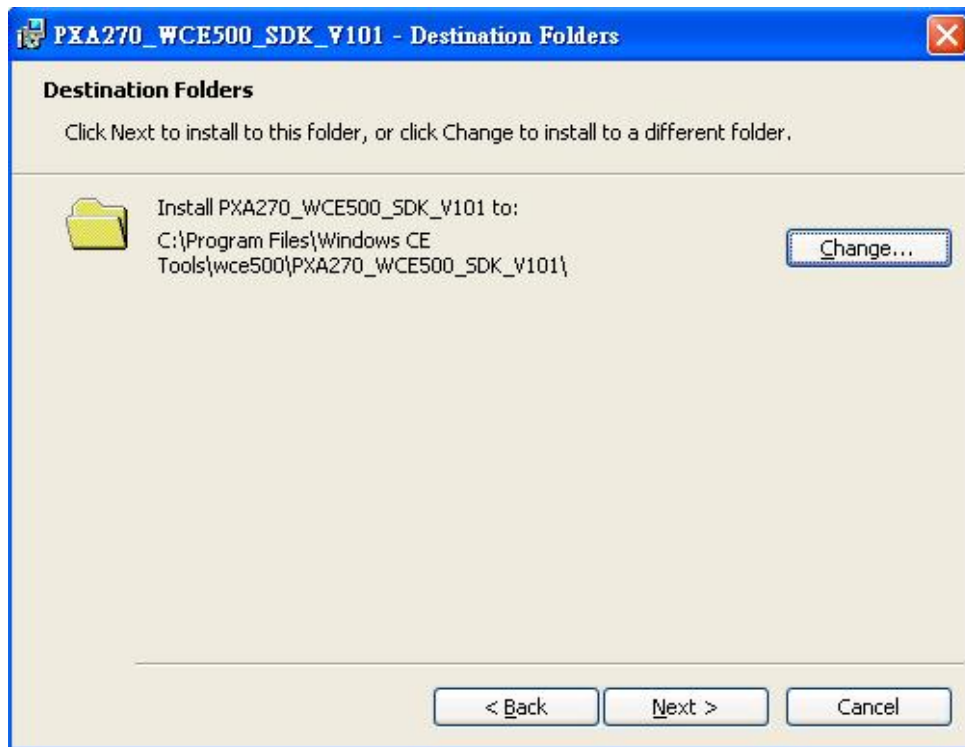 PXA270_WCE500_SDK_V101 - Destination Folders
Destination Folders
Click Next to install to this folder, or click Change to install to a different folder.
Install PXA270_WCE500_SDK_V101 to:
C:\Program Files\Windows CE
Tools\wce500\PXA270_WCE500_SDK_V101\
Change...
< Back
Next >
Cancel